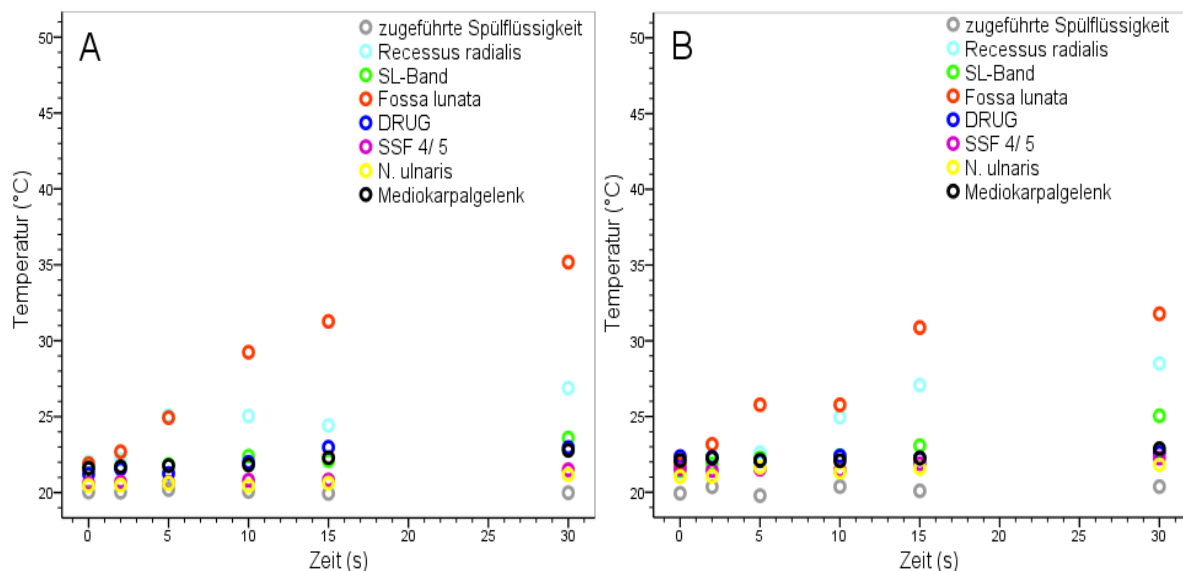 A
zugeführte Spülflüssigkeit
Recessus radialis
SL-Band
Fossa lunata
DRUG
SSF 4/ 5
N. ulnaris
Mediokarpalgelenk
Temperatur (°C)
50
45
40
35
30
25
20
0 5 10 15 20 25 30
Zeit (s)
B
zugeführte Spülflüssigkeit
Recessus radialis
SL-Band
Fossa lunata
DRUG
SSF 4/ 5
N. ulnaris
Mediokarpalgelenk
Temperatur (°C)
50
45
40
35
30
25
20
0 5 10 15 20 25 30
Zeit (s)